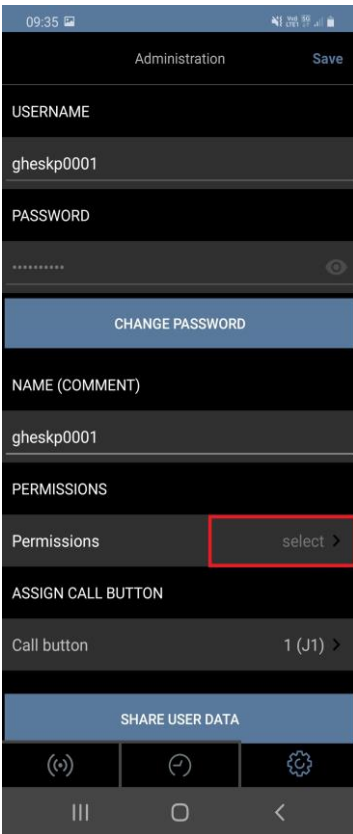 09:35
Administration Save
USERNAME
gheskp0001
PASSWORD
••••••••••
CHANGE PASSWORD
NAME (COMMENT)
gheskp0001
PERMISSIONS
Permissions select
ASSIGN CALL BUTTON
Call button 1 (J1)
SHARE USER DATA